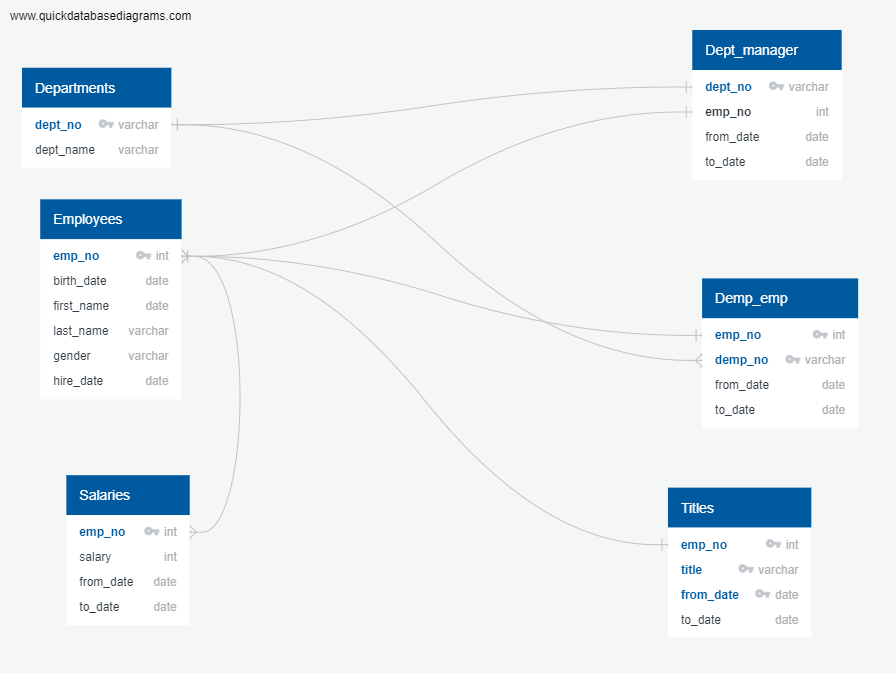 www.quickdatabasediagrams.com
Departments
dept_no varchar
dept_name varchar
Employees
emp_no int
birth_date date
first_name date
last_name varchar
gender varchar
hire_date date
Salaries
emp_no int
salary int
from_date date
to_date date
Dept_manager
dept_no varchar
emp_no int
from_date date
to_date date
Demp_emp
emp_no int
demp_no varchar
from_date date
to_date date
Titles
emp_no int
title varchar
from_date date
to_date date